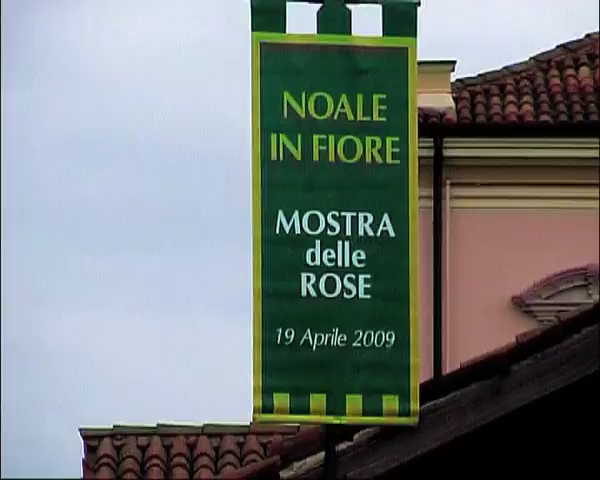 NOALE
IN FIORE
MOSTRA
delle
ROSE
19 Aprile 2009